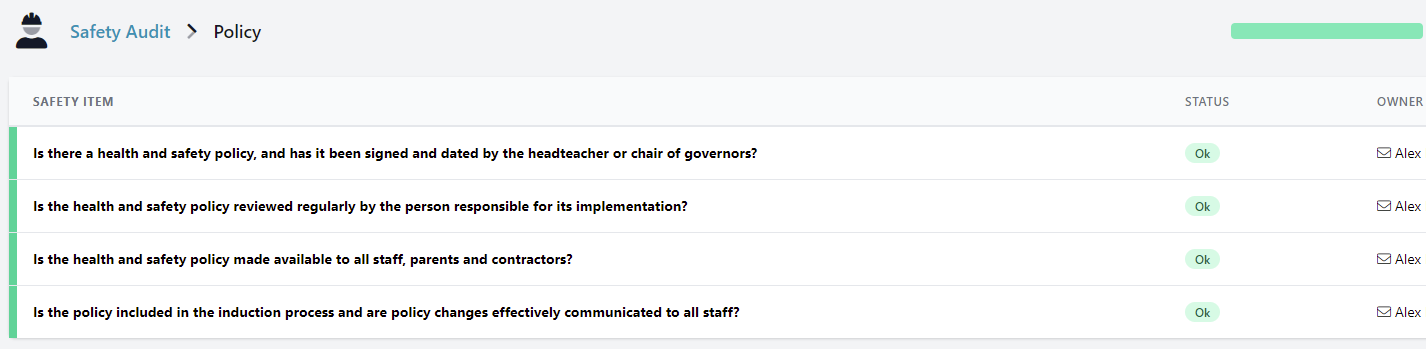 Safety Audit > Policy
SAFETY ITEM STATUS OWNER
Is there a health and safety policy, and has it been signed and dated by the headteacher or chair of governors? Ok Alex
Is the health and safety policy reviewed regularly by the person responsible for its implementation? Ok Alex
Is the health and safety policy made available to all staff, parents and contractors? Ok Alex
Is the policy included in the induction process and are policy changes effectively communicated to all staff? Ok Alex